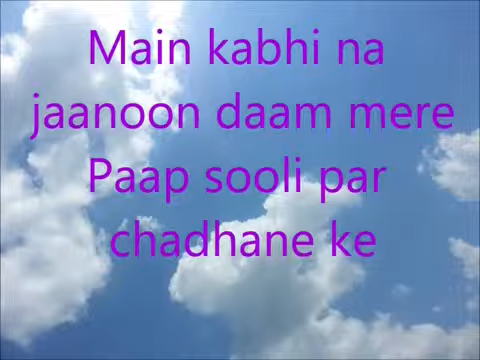 Main kabhi na
jaanoon daam mere
Paap sooli par
chadhane ke